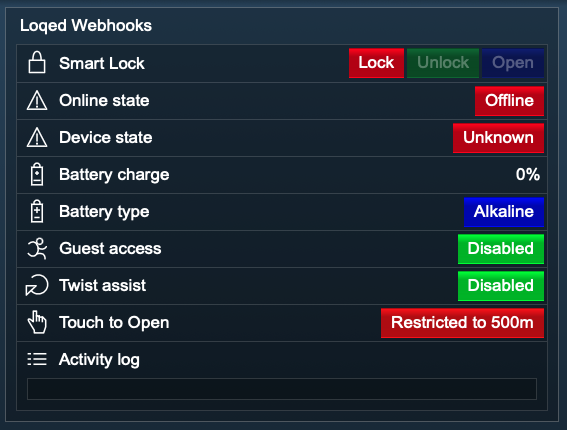 Loqed Webhooks
Smart Lock Lock Unlock Open
Online state Offline
Device state Unknown
Battery charge 0%
Battery type Alkaline
Guest access Disabled
Twist assist Disabled
Touch to Open Restricted to 500m
Activity log